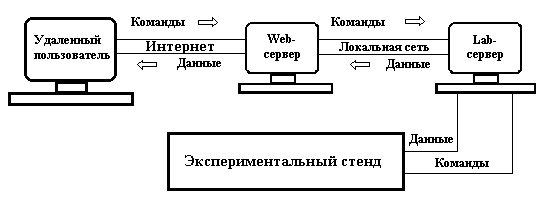 Команды
Команды
Удаленный
пользователь
Интернет
Web-
сервер
Локальная сеть
Lab-
сервер
Данные
Данные
Данные
Экспериментальный стенд
Команды